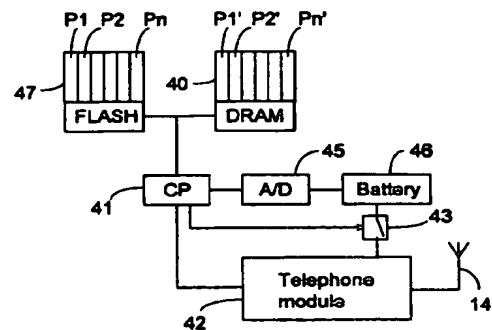 P1 P2 Pn P1' P2' Pn'
47 40
FLASH DRAM
45 46
CP A/D Battery
41 43
Telephone
module
42 14